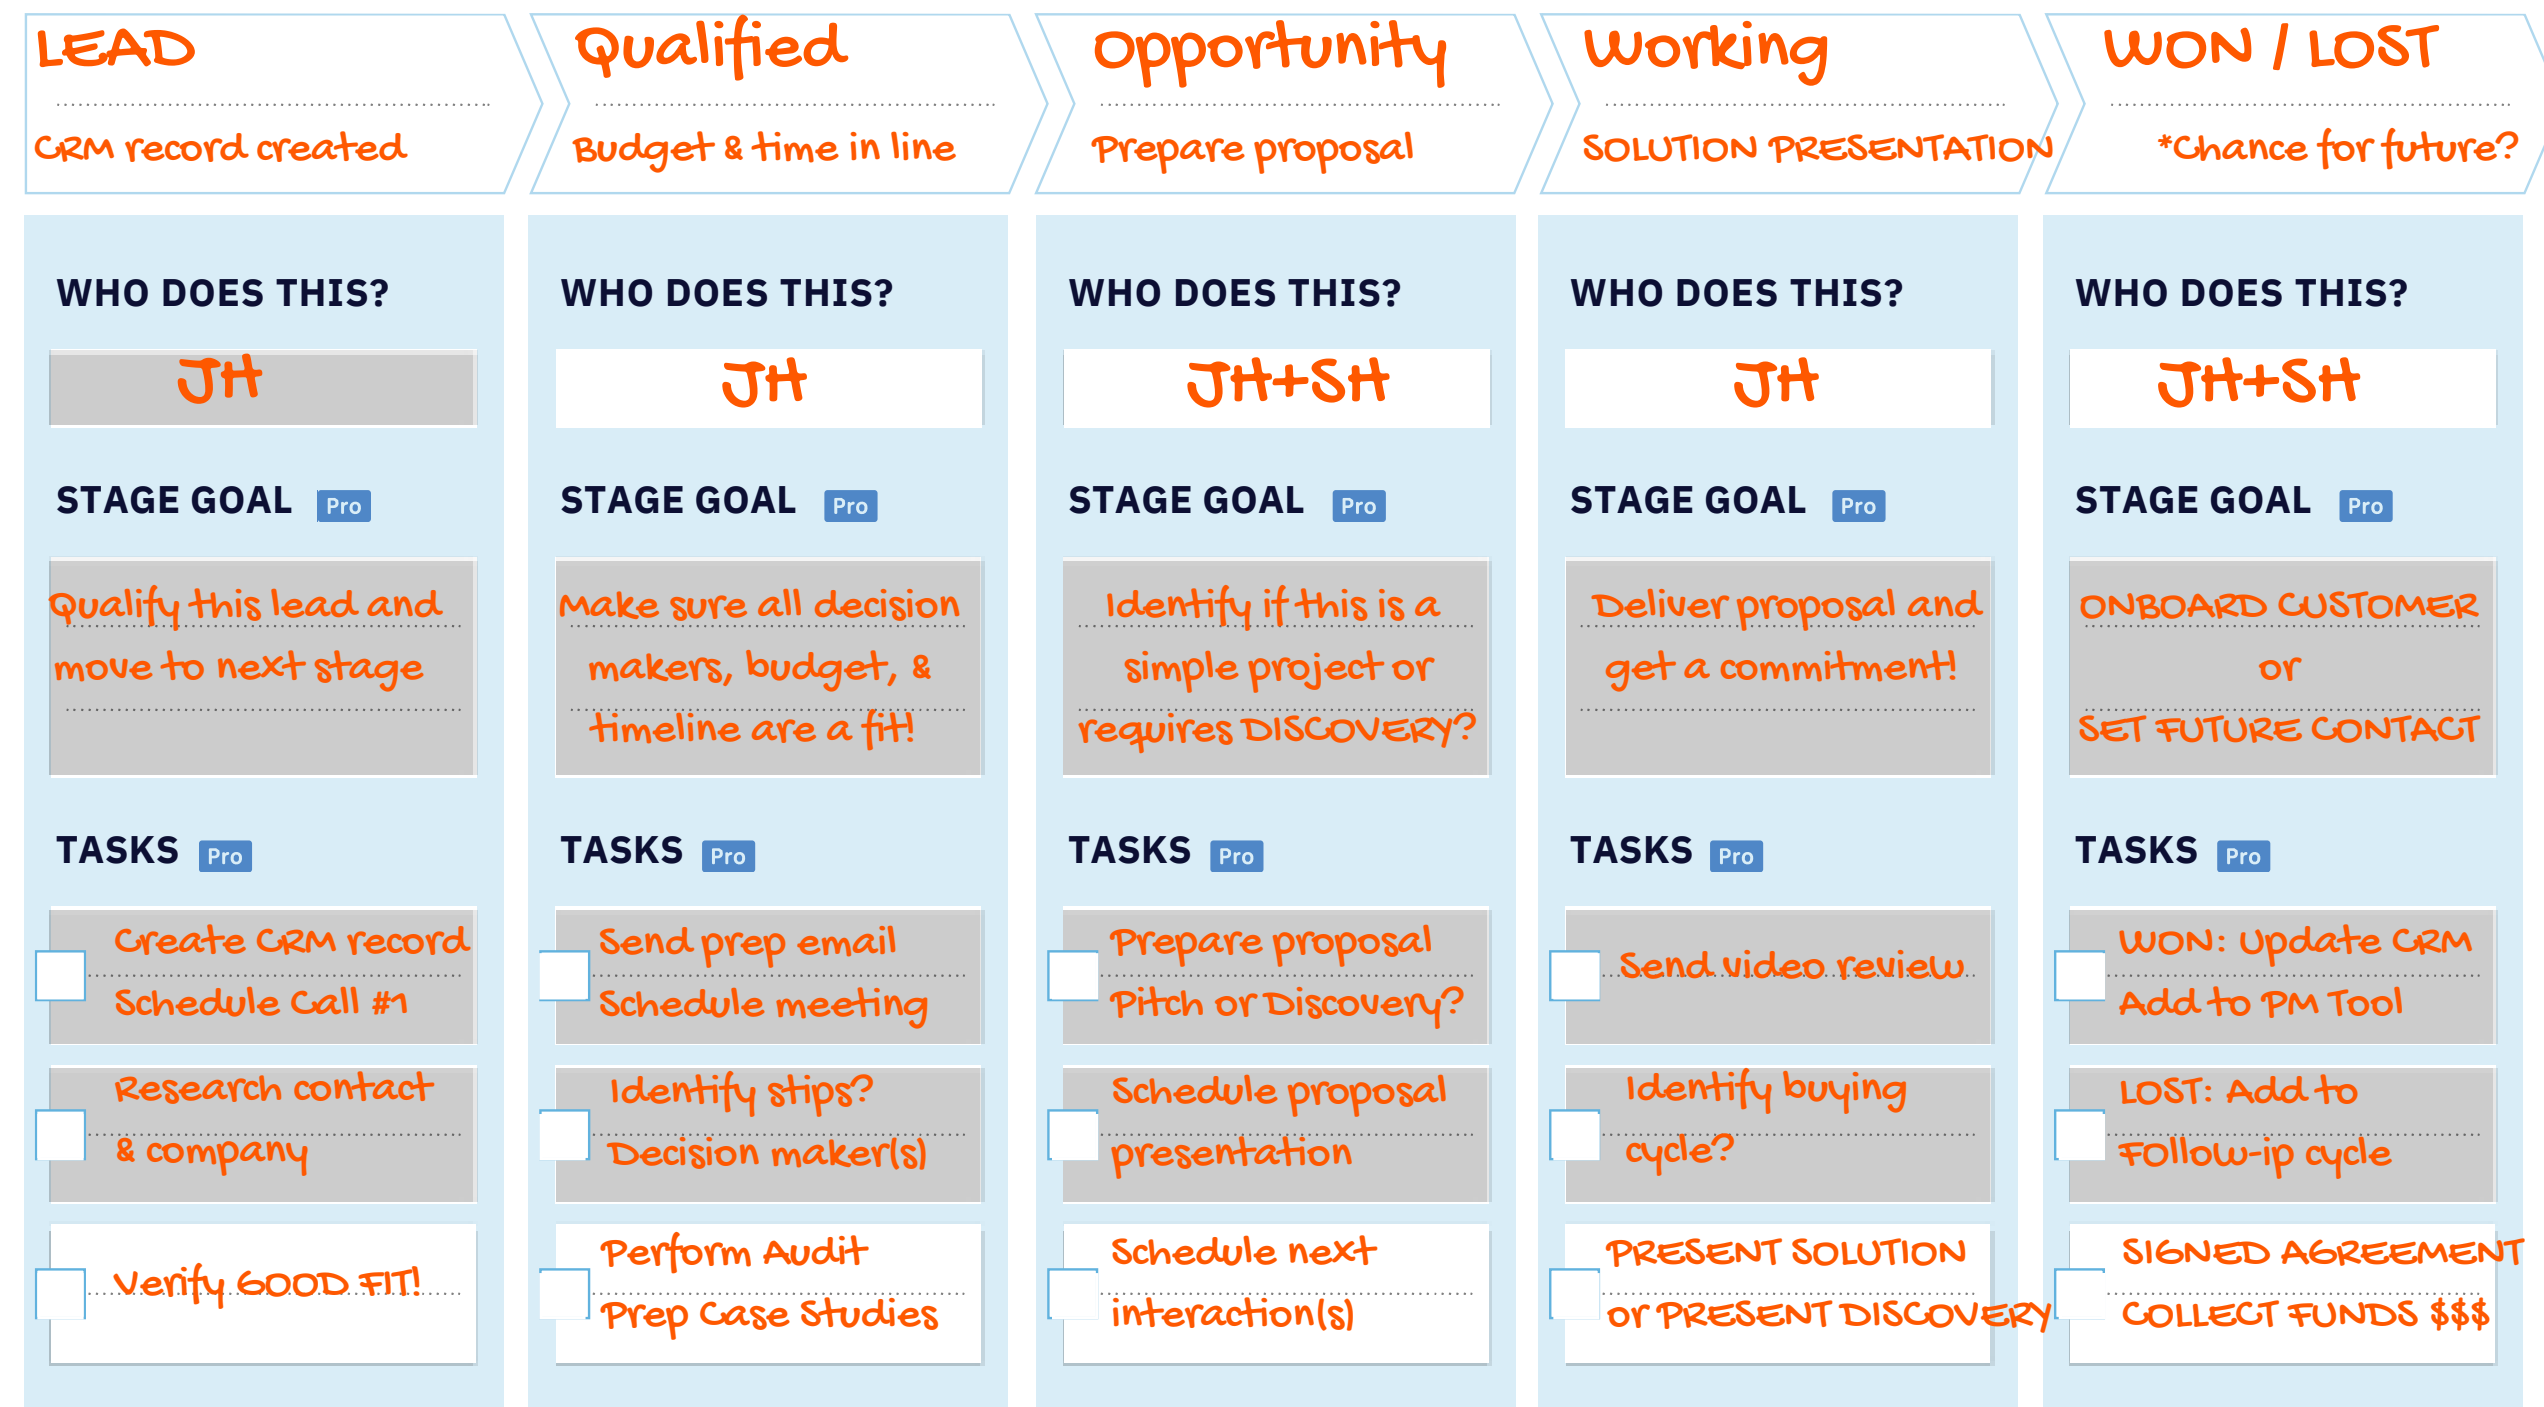 LEAD
CRM record created
WHO DOES THIS?
JH
STAGE GOAL Pro
Qualify this lead and
move to next stage
TASKS Pro
Create CRM record
Schedule Call #1
Research contact
& company
Verify GOOD FIT!
Qualified
Budget & time in line
WHO DOES THIS?
JH
STAGE GOAL Pro
Make sure all decision
makers, budget, &
timeline are a fit!
TASKS Pro
Send prep email
Schedule meeting
Identify stips?
Decision maker(s)
Perform Audit
Prep Case Studies
Opportunity
Prepare proposal
WHO DOES THIS?
JH+SH
STAGE GOAL Pro
Identify if this is a
simple project or
requires DISCOVERY?
TASKS Pro
Prepare proposal
Pitch or Discovery?
Schedule proposal
presentation
Schedule next
interaction(s)
Working
SOLUTION PRESENTATION
WHO DOES THIS?
JH
STAGE GOAL Pro
Deliver proposal and
get a commitment!
TASKS Pro
Send video review
Identify buying
cycle?
PRESENT SOLUTION
or PRESENT DISCOVERY
WON / LOST
*Chance for future?
WHO DOES THIS?
JH+SH
STAGE GOAL Pro
ONBOARD CUSTOMER
or
SET FUTURE CONTACT
TASKS Pro
WON: Update CRM
Add to PM Tool
LOST: Add to
FOllow-ip cycle
SIGNED AGREEMENT
COLLECT FUNDS $$$